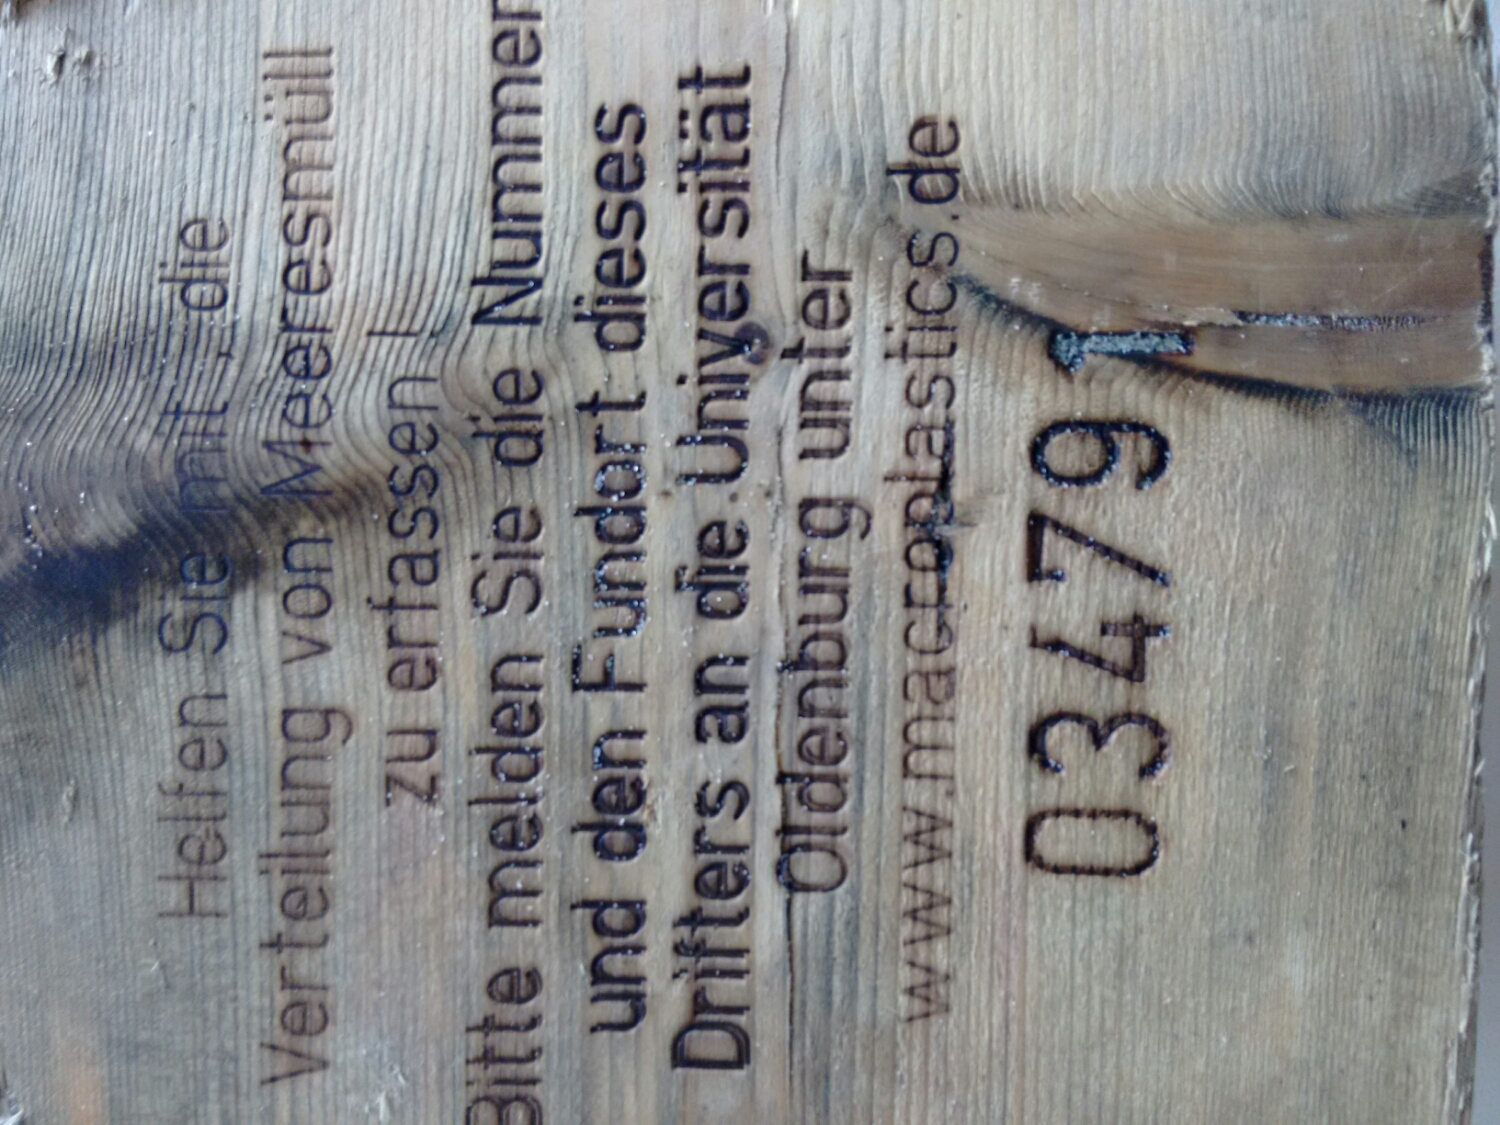 Helfen Sie mit, die
Verteilung von Meeresmüll
zu erfassen !
Bitte melden Sie die Nummer
und den Fundort dieses
Drifters an die Universität
Oldenburg unter
www.macroplastics.de
034791